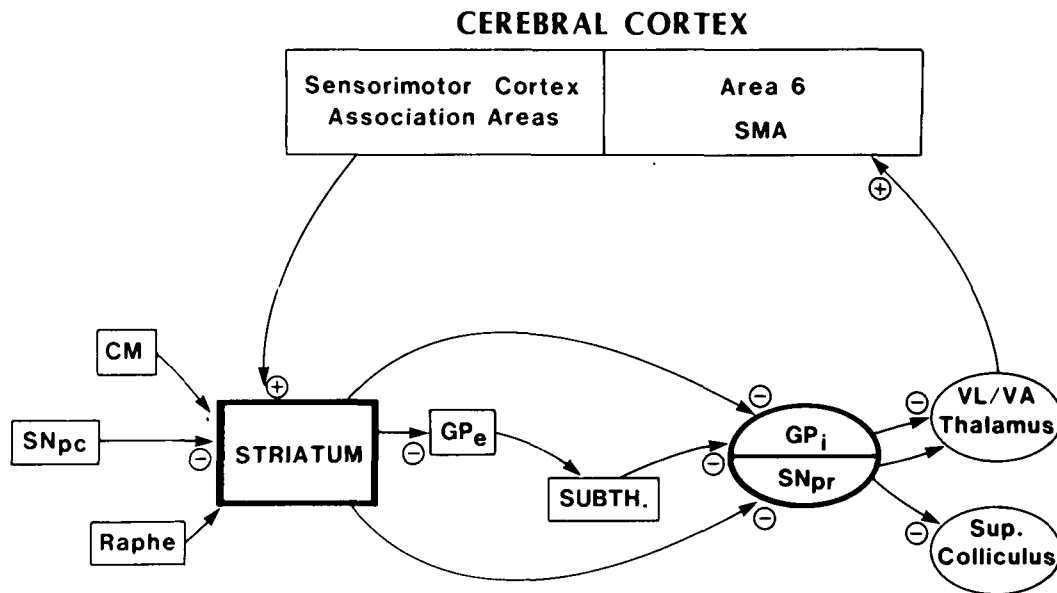 CEREBRAL CORTEX
Sensorimotor Cortex
Association Areas
Area 6
SMA
+
CM
+
SNpc
−
STRIATUM
−
GPe
Raphe
SUBTH.
−
−
GPi
SNpr
−
−
VL/VA
Thalamus
−
Sup.
Colliculus